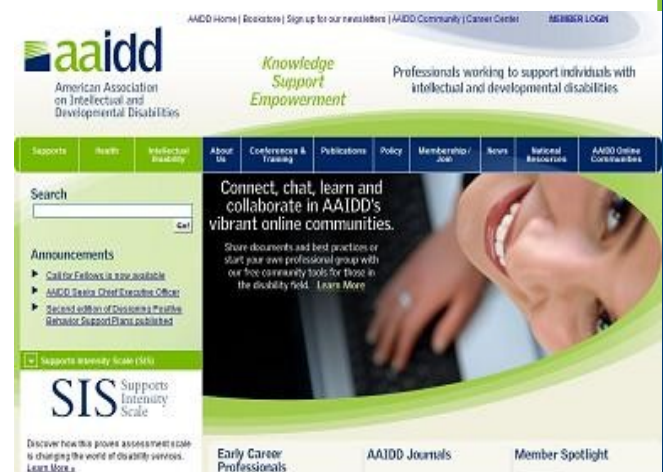 AAIDD Home | Bookstore | Sign up for our newsletters | AAIDD Community | Career Center
MEMBER LOGIN
aaidd
American Association
on Intellectual and
Developmental Disabilities
Knowledge
Support
Empowerment
Professionals working to support individuals with
intellectual and developmental disabilities
Supports
Health
Intellectual
Disability
About
Us
Conferences &
Training
Publications
Policy
Membership /
Join
News
National
Resources
AAIDD Online
Communities
Search
Go!
Announcements
Call for Fellows is now available
AAIDD Seeks Chief Executive Officer
Second edition of Designing Positive
Behavior Support Plans published
Supports Intensity Scale (SIS)
SIS Supports
Intensity
Scale
Discover how this proven assessment scale
is changing the world of disability services.
Learn More »
Connect, chat, learn and
collaborate in AAIDD's
vibrant online communities.
Share documents and best practices or
start your own professional group with
our free community tools for those in
the disability field. Learn More
Early Career
Professionals
AAIDD Journals
Member Spotlight